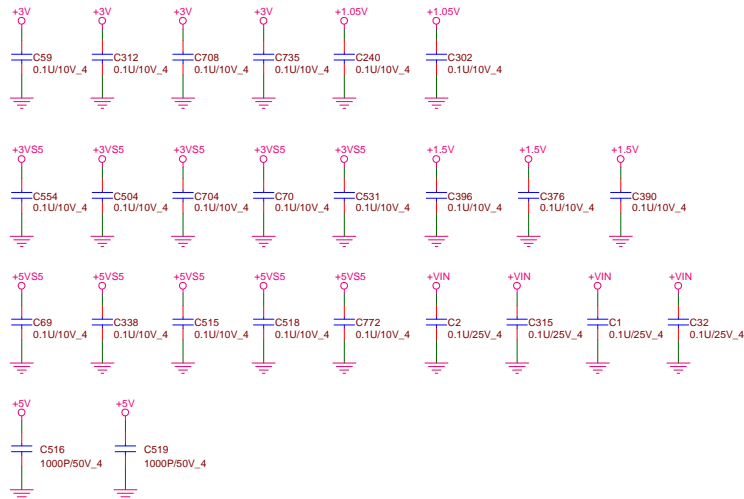 +3V +3V +3V +3V +1.05V +1.05V
C59 C312 C708 C735 C240 C302
0.1U/10V_4 0.1U/10V_4 0.1U/10V_4 0.1U/10V_4 0.1U/10V_4 0.1U/10V_4
+3VS5 +3VS5 +3VS5 +3VS5 +3VS5 +1.5V +1.5V +1.5V
C554 C504 C704 C70 C531 C396 C376 C390
0.1U/10V_4 0.1U/10V_4 0.1U/10V_4 0.1U/10V_4 0.1U/10V_4 0.1U/10V_4 0.1U/10V_4 0.1U/10V_4
+5VS5 +5VS5 +5VS5 +5VS5 +5VS5 +VIN +VIN +VIN +VIN
C69 C338 C515 C518 C772 C2 C315 C1 C32
0.1U/10V_4 0.1U/10V_4 0.1U/10V_4 0.1U/10V_4 0.1U/10V_4 0.1U/25V_4 0.1U/25V_4 0.1U/25V_4 0.1U/25V_4
+5V +5V
C516 C519
1000P/50V_4 1000P/50V_4